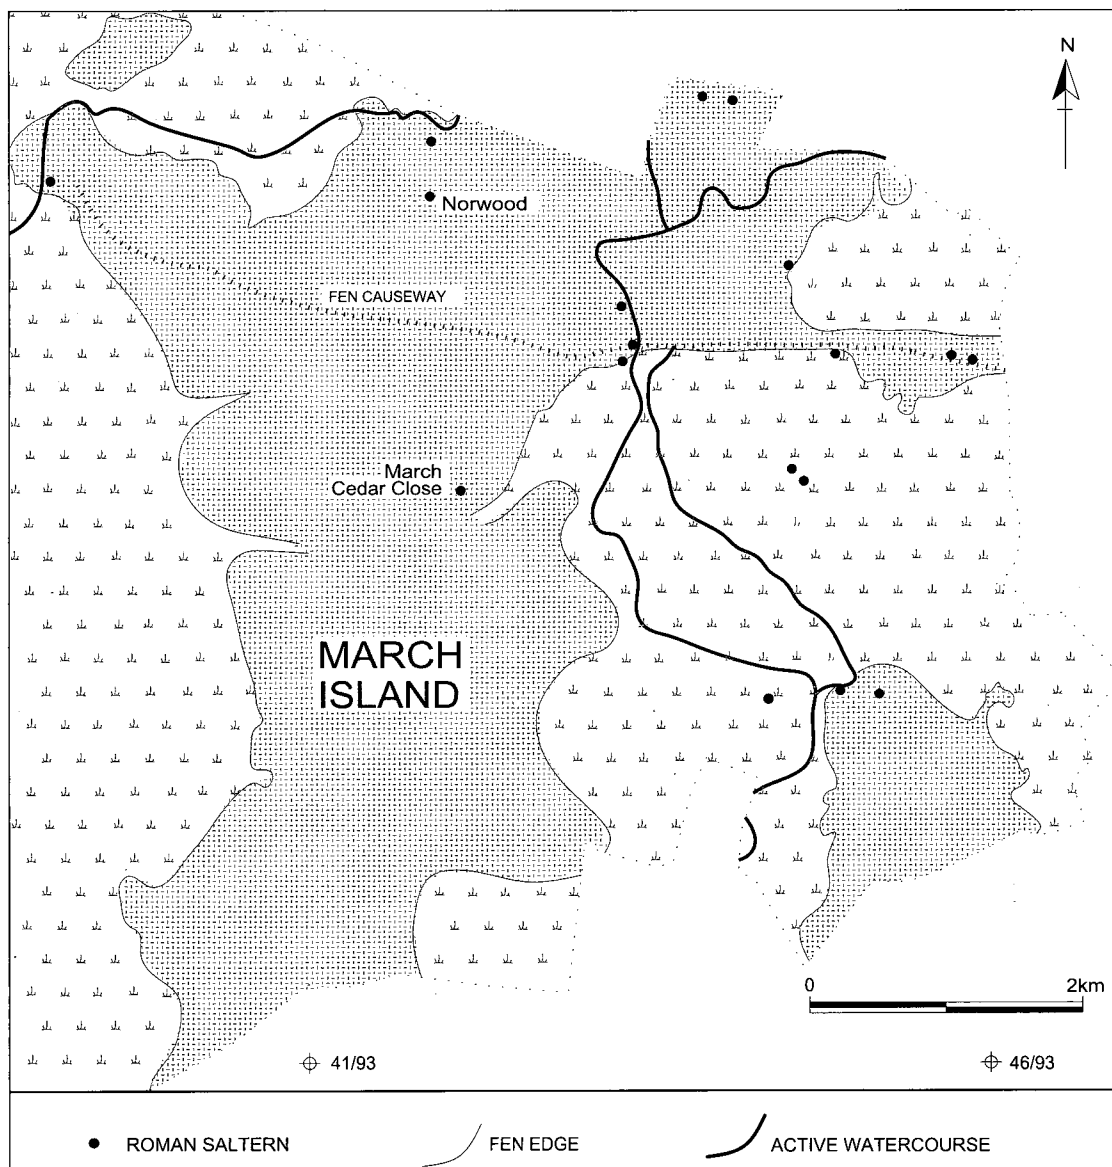 N
Norwood
FEN CAUSEWAY
March
Cedar Close
MARCH
ISLAND
0 2km
41/93 46/93
ROMAN SALTERN FEN EDGE ACTIVE WATERCOURSE